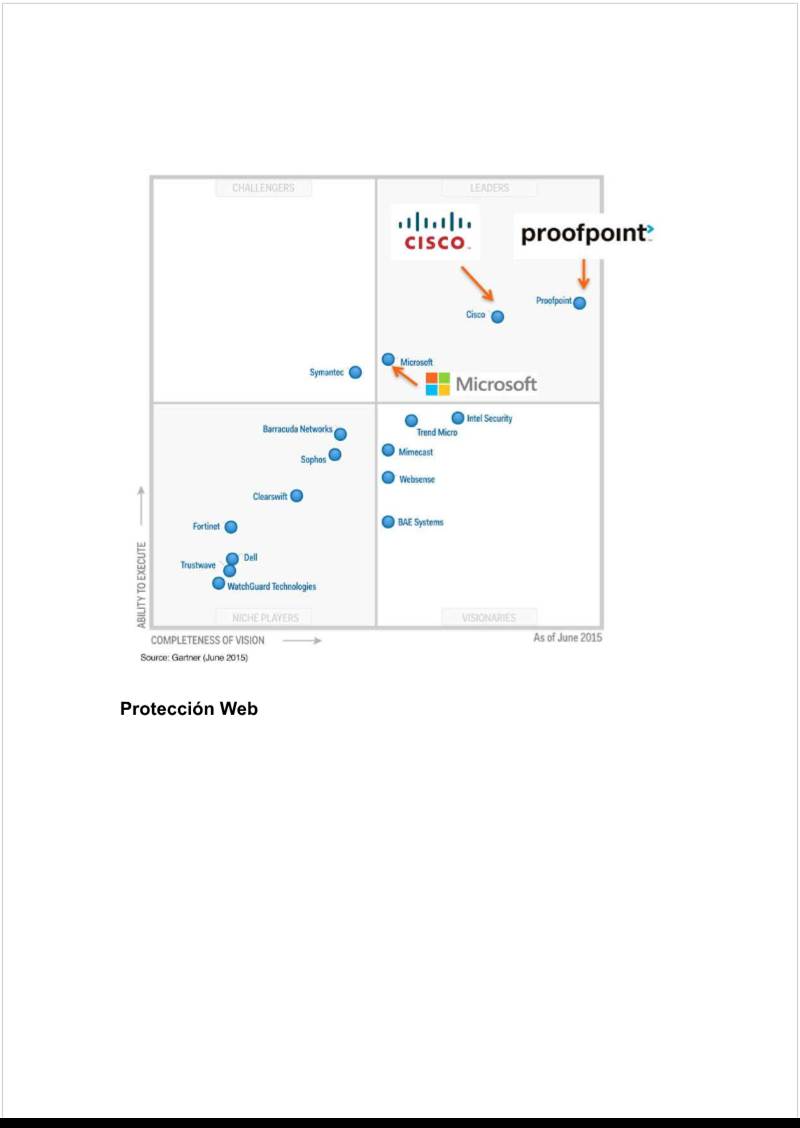 CHALLENGERS
LEADERS
CISCO
proofpoint
Proofpoint
Cisco
Microsoft
Symantec
Microsoft
Intel Security
Trend Micro
Barracuda Networks
Mimecast
Sophos
Websense
Clearswift
BAE Systems
Fortinet
Dell
Trustwave
WatchGuard Technologies
NICHE PLAYERS
VISIONARIES
ABILITY TO EXECUTE
COMPLETENESS OF VISION
As of June 2015
Source: Gartner (June 2015)
Protección Web